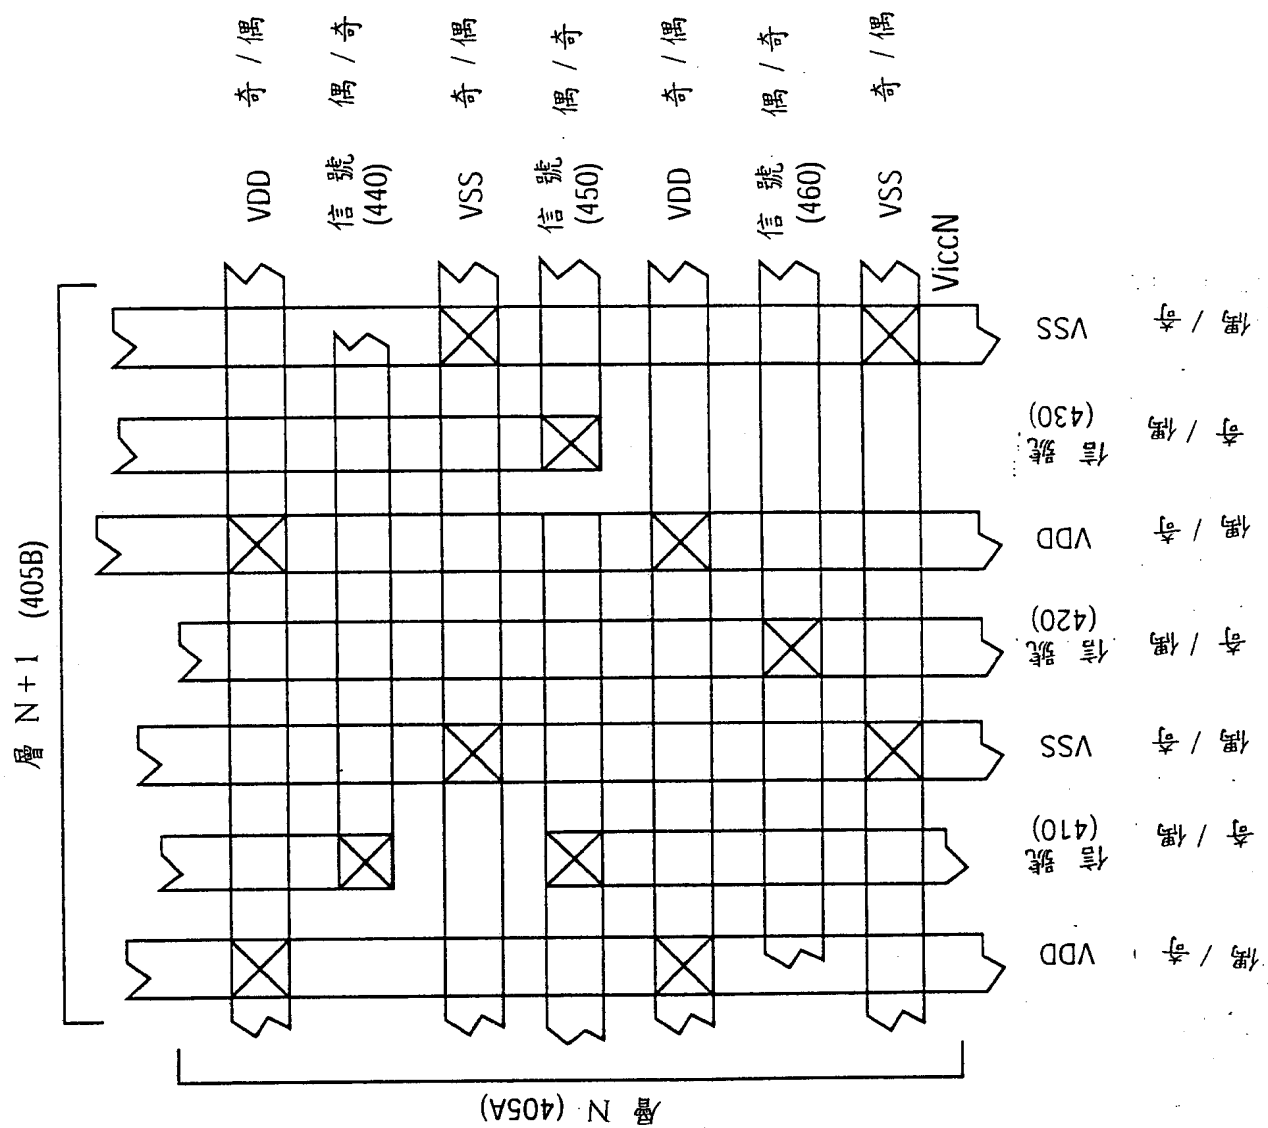 層 N + 1 (405B)
VDD 奇 / 偶
信號 偶 / 奇
(440)
VSS 奇 / 偶
信號 偶 / 奇
(450)
VDD 奇 / 偶
信號 偶 / 奇
(460)
VSS 奇 / 偶
ViccN
偶 / 奇 VSS
奇 / 偶 信號
(430)
偶 / 奇 VDD
奇 / 偶 信號
(420)
偶 / 奇 VSS
奇 / 偶 信號
(410)
偶 / 奇 VDD
層 N (405A)